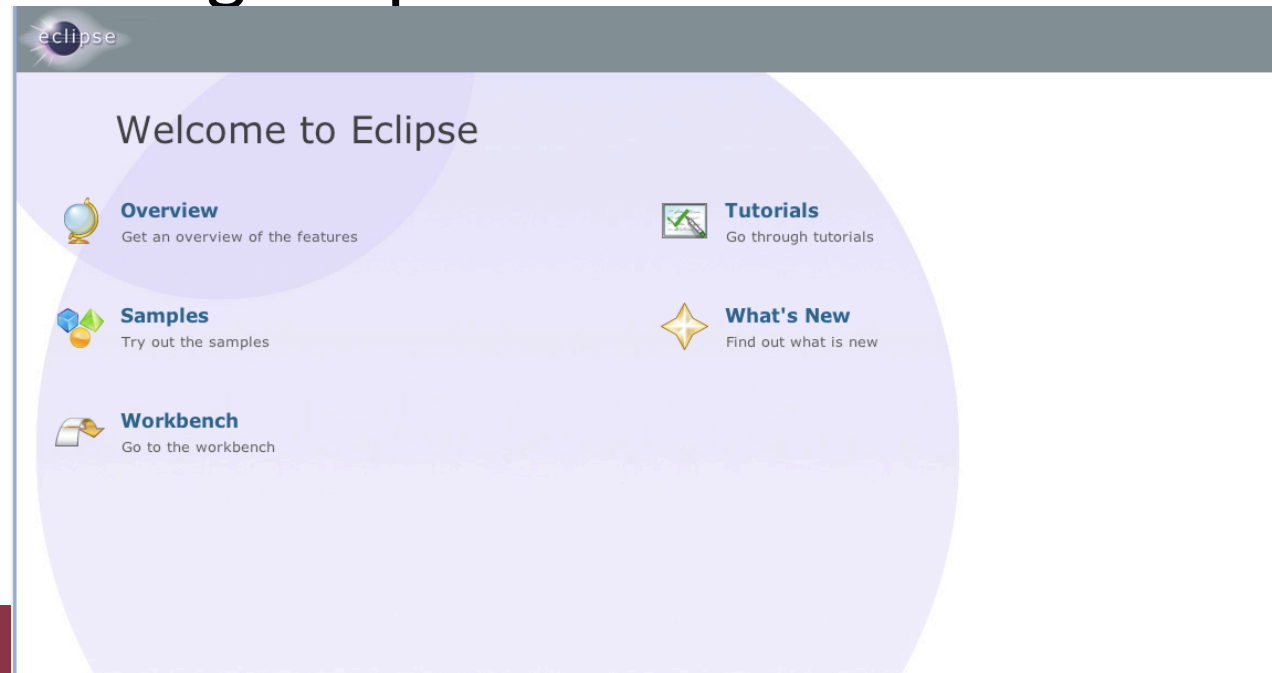 eclipse
Welcome to Eclipse
Overview
Get an overview of the features
Tutorials
Go through tutorials
Samples
Try out the samples
What's New
Find out what is new
Workbench
Go to the workbench